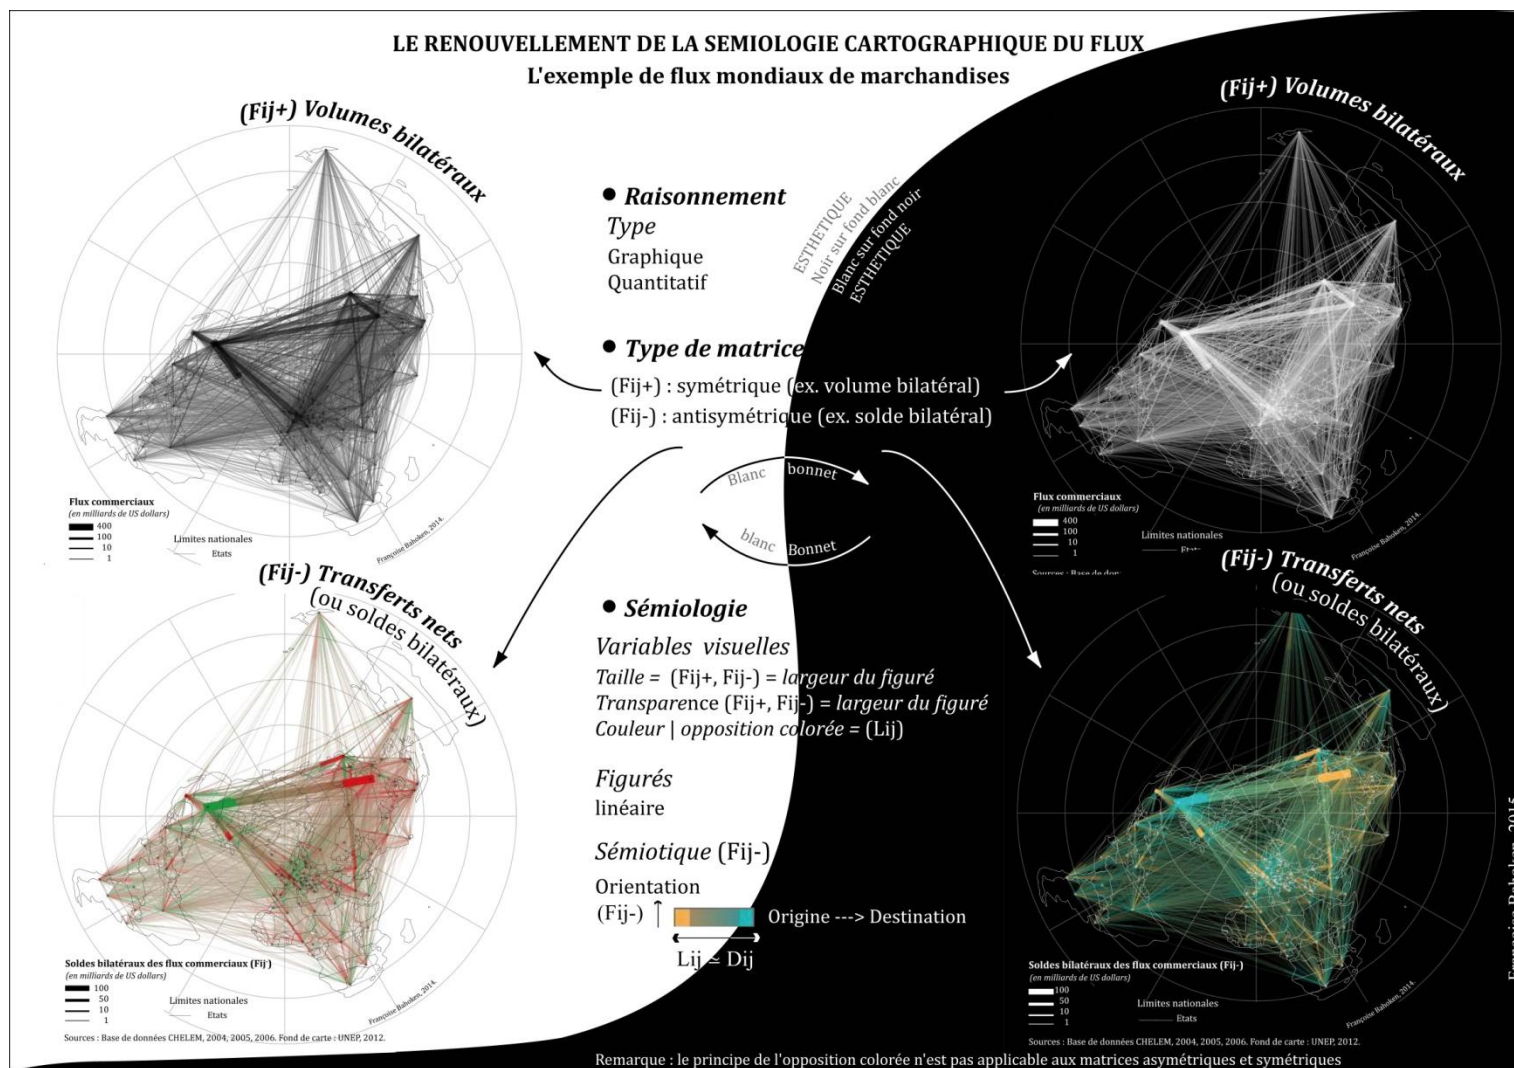 LE RENOUVELLEMENT DE LA SEMIOLOGIE CARTOGRAPHIQUE DU FLUX
L'exemple de flux mondiaux de marchandises
(Fij+) Volumes bilatéraux
Flux commerciaux
(en milliards de US dollars)
400
100
10
1
Limites nationales
Etats
Françoise Bahoken, 2014.
(Fij-) Transferts nets
(ou soldes bilatéraux)
Soldes bilatéraux des flux commerciaux (Fij-)
(en milliards de US dollars)
100
50
10
1
Limites nationales
Etats
Françoise Bahoken, 2014.
Sources : Base de données CHELEM, 2004, 2005, 2006. Fond de carte : UNEP, 2012.
● Raisonnement
Type
Graphique
Quantitatif
ESTHETIQUE
Noir sur fond blanc
Blanc sur fond noir
ESTHETIQUE
● Type de matrice
(Fij+) : symétrique (ex. volume bilatéral)
(Fij-) : antisymétrique (ex. solde bilatéral)
Blanc bonnet
blanc Bonnet
● Sémiologie
Variables visuelles
Taille = (Fij+, Fij-) = largeur du figuré
Transparence (Fij+, Fij-) = largeur du figuré
Couleur | opposition colorée = (Lij)
Figurés
linéaire
Sémiotique (Fij-)
Orientation
(Fij-)
Origine ---> Destination
Lij ≃ Dij
(Fij+) Volumes bilatéraux
Flux commerciaux
(en milliards de US dollars)
400
100
10
1
Limites nationales
Etats
Françoise Bahoken, 2014.
Sources : Base de don
(Fij-) Transferts nets
(ou soldes bilatéraux)
Soldes bilatéraux des flux commerciaux (Fij-)
(en milliards de US dollars)
100
50
10
1
Limites nationales
Etats
Françoise Bahoken, 2014.
Sources : Base de données CHELEM, 2004, 2005, 2006. Fond de carte : UNEP, 2012.
Françoise Bahoken, 2015
Remarque : le principe de l'opposition colorée n'est pas applicable aux matrices asymétriques et symétriques